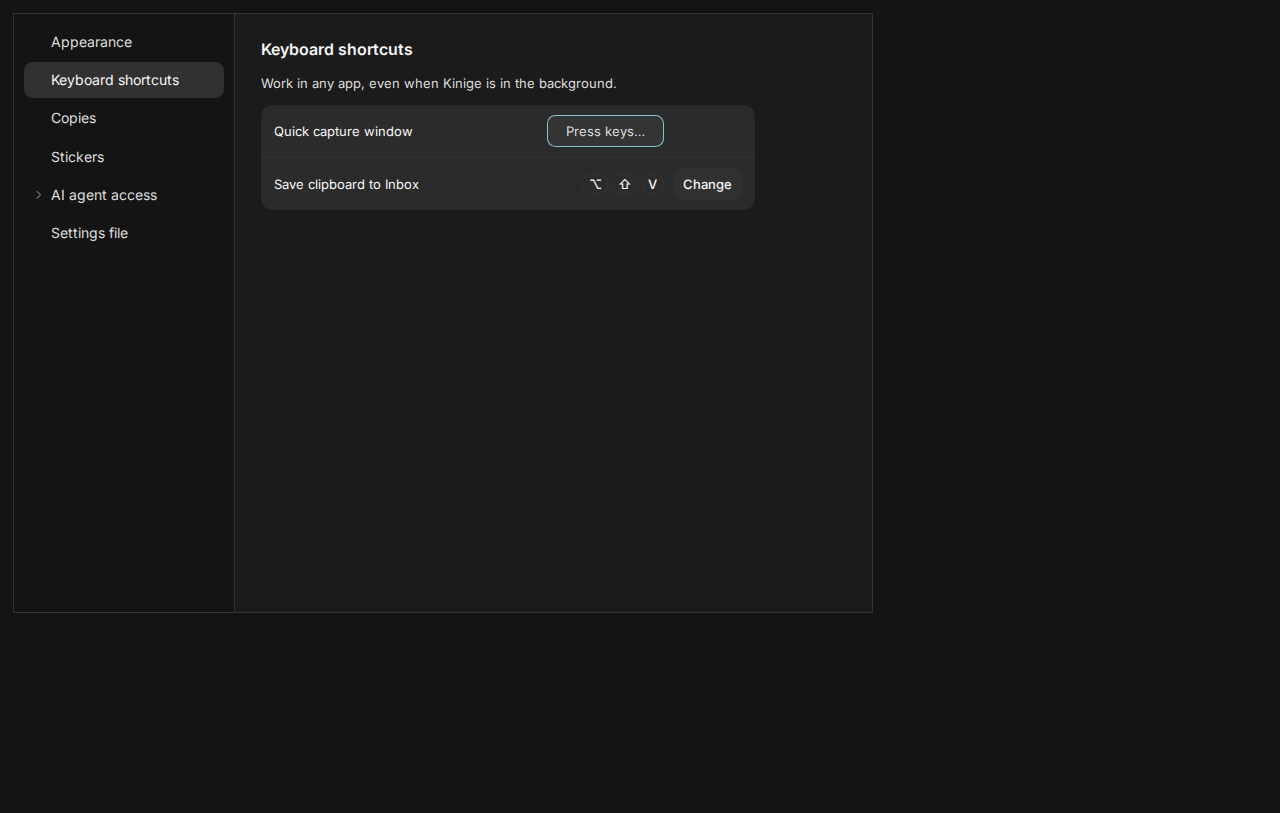 Appearance
Keyboard shortcuts
Copies
Stickers
AI agent access
Settings file
Keyboard shortcuts
Work in any app, even when Kinige is in the background.
Quick capture window
Press keys…
Save clipboard to Inbox
⌥ ⇧ V Change